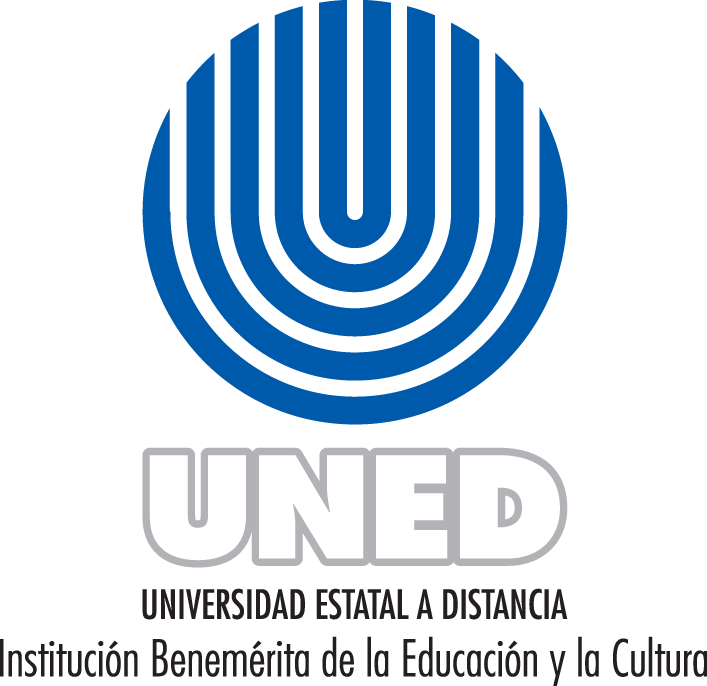 UNED
UNIVERSIDAD ESTATAL A DISTANCIA
Institución Benemérita de la Educación y la Cultura